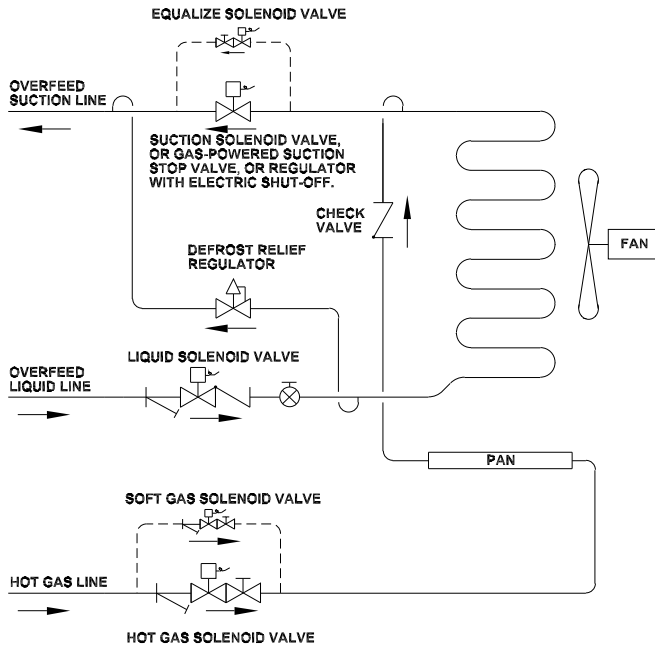 EQUALIZE SOLENOID VALVE
OVERFEED
SUCTION LINE
SUCTION SOLENOID VALVE,
OR GAS-POWERED SUCTION
STOP VALVE, OR REGULATOR
WITH ELECTRIC SHUT-OFF.
CHECK
VALVE
FAN
DEFROST RELIEF
REGULATOR
OVERFEED
LIQUID LINE
LIQUID SOLENOID VALVE
PAN
SOFT GAS SOLENOID VALVE
HOT GAS LINE
HOT GAS SOLENOID VALVE